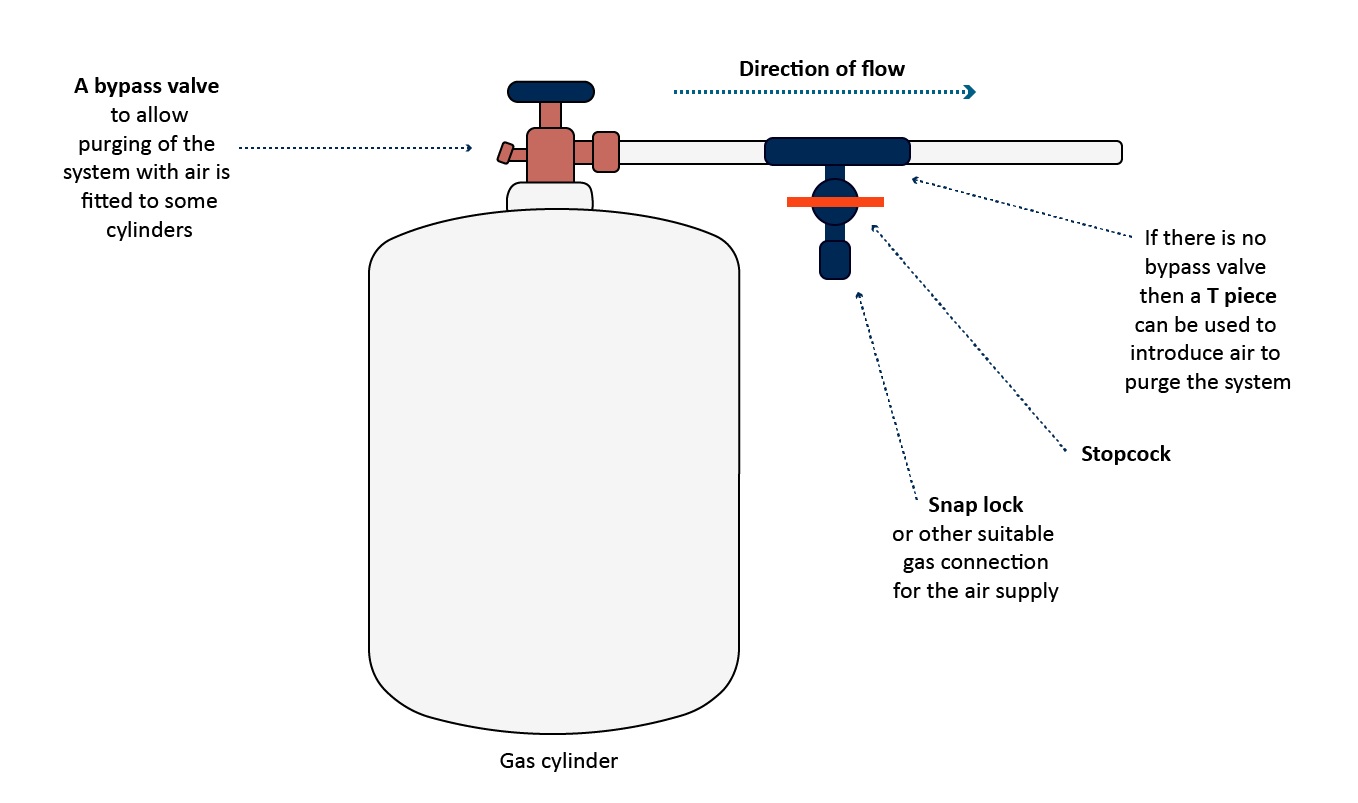 Direction of flow
A bypass valve
to allow
purging of the
system with air is
fitted to some
cylinders
If there is no
bypass valve
then a T piece
can be used to
introduce air to
purge the system
Stopcock
Snap lock
or other suitable
gas connection
for the air supply
Gas cylinder